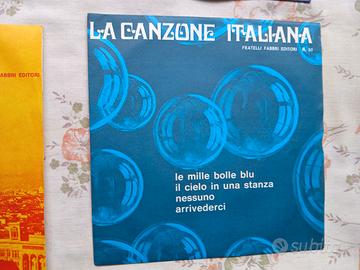 LA CANZONE ITALIANA
FRATELLI FABBRI EDITORI
le mille bolle blu
il cielo in una stanza
nessuno
arrivederci
FABBRI EDITORI
subito